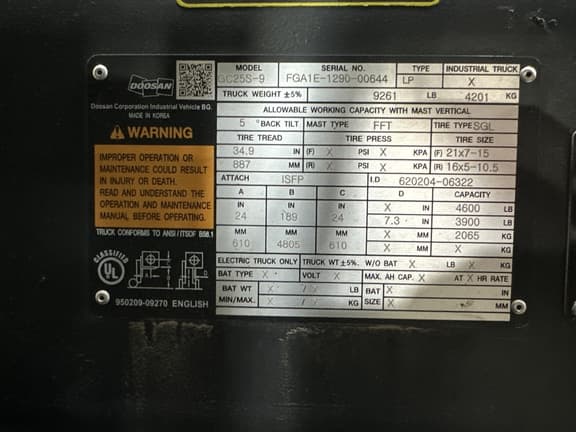 DOOSAN
Doosan Corporation Industrial Vehicle BG.
MADE IN KOREA
WARNING
IMPROPER OPERATION OR
MAINTENANCE COULD RESULT
IN INJURY OR DEATH.
READ AND UNDERSTAND THE
OPERATION AND MAINTENANCE
MANUAL BEFORE OPERATING.
TRUCK CONFORMS TO ANSI/ITSDF B56.1
CLASSIFIED
UL
A B C D
950209-09270 ENGLISH
MODEL SERIAL NO. TYPE INDUSTRIAL TRUCK
GC25S-9 FGA1E-1290-00644 LP X
TRUCK WEIGHT ±5% 9261 LB 4201 KG
ALLOWABLE WORKING CAPACITY WITH MAST VERTICAL
5 °BACK TILT MAST TYPE FFT TIRE TYPE SGL
TIRE TREAD TIRE PRESS TIRE SIZE
34.9 IN (F) X PSI X KPA (F) 21x7-15
887 MM (R) X PSI X KPA (R) 16x5-10.5
ATTACH ISFP I.D 620204-06322
A B C D CAPACITY
IN IN IN X IN 4600 LB
24 189 24 7.3 IN 3900 LB
MM MM MM X MM 2065 KG
610 4805 610 X MM X KG
ELECTRIC TRUCK ONLY TRUCK WT ±5%. W/O BAT X LB X KG
BAT TYPE X VOLT X MAX. AH CAP. X AT X HR RATE
BAT WT X / X LB BAT X IN
MIN/MAX. X / X KG SIZE X MM